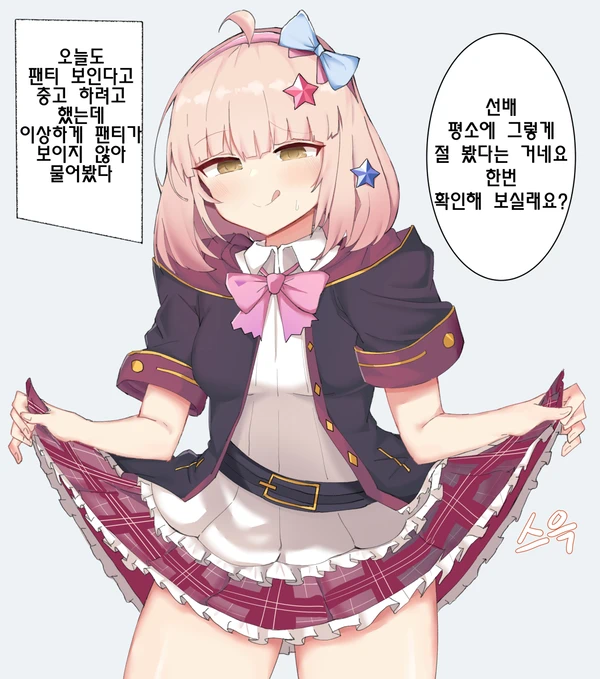 오늘도
팬티 보인다고
충고 하려고
했는데
이상하게 팬티가
보이지 않아
물어봤다
선배
평소에 그렇게
절 봤다는 거네요
한번
확인해 보실래요?
스윽